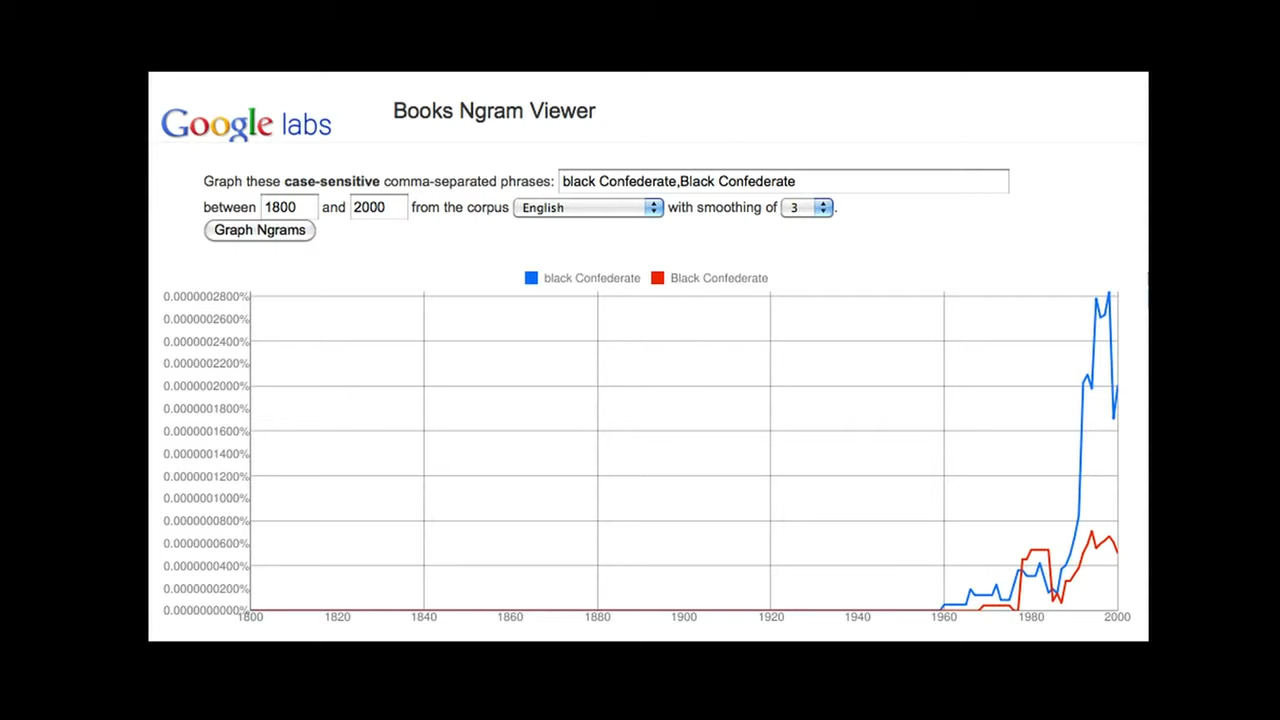 Google labs
Books Ngram Viewer
Graph these case-sensitive comma-separated phrases: black Confederate,Black Confederate
between 1800 and 2000 from the corpus English with smoothing of 3 .
Graph Ngrams
black Confederate Black Confederate
0.0000002800%
0.0000002600%
0.0000002400%
0.0000002200%
0.0000002000%
0.0000001800%
0.0000001600%
0.0000001400%
0.0000001200%
0.0000001000%
0.0000000800%
0.0000000600%
0.0000000400%
0.0000000200%
0.0000000000%
1800 1820 1840 1860 1880 1900 1920 1940 1960 1980 2000